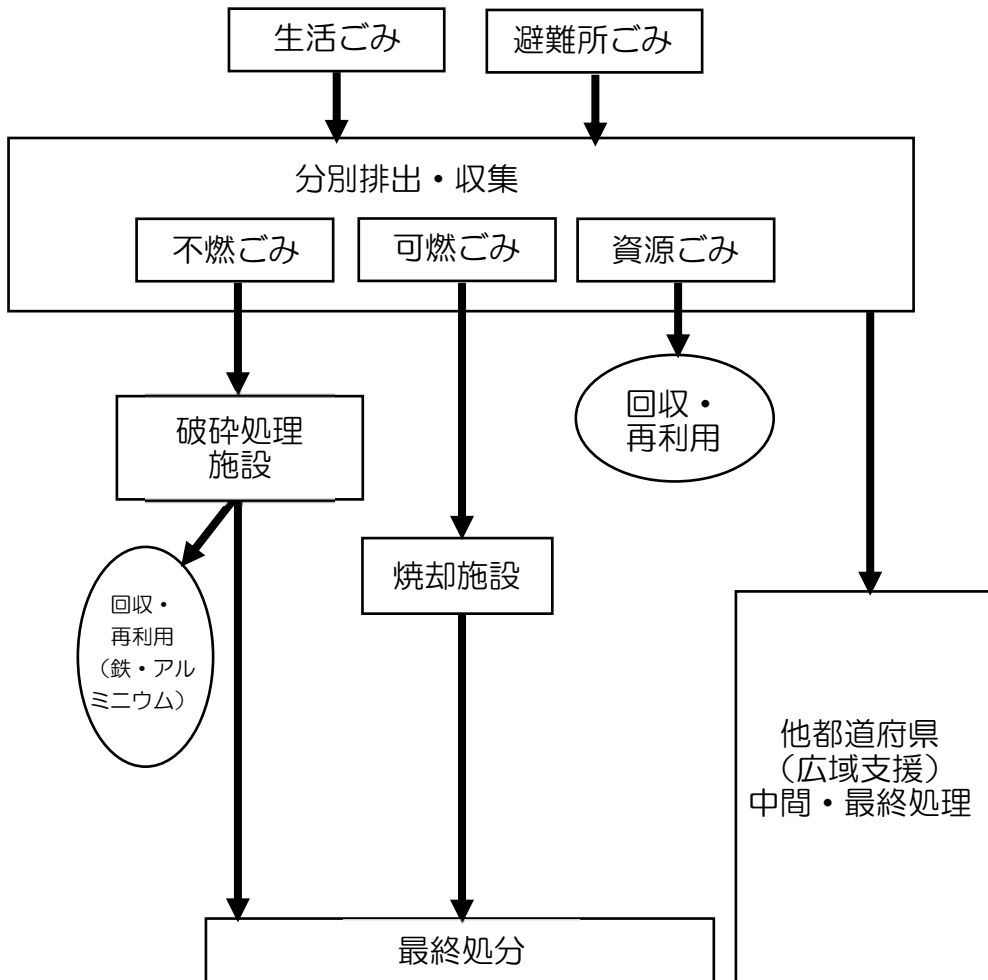 生活ごみ
避難所ごみ
分別排出・収集
不燃ごみ
可燃ごみ
資源ごみ
破砕処理
施設
回収・
再利用
焼却施設
回収・
再利用
（鉄・アル
ミニウム）
他都道府県
（広域支援）
中間・最終処理
最終処分